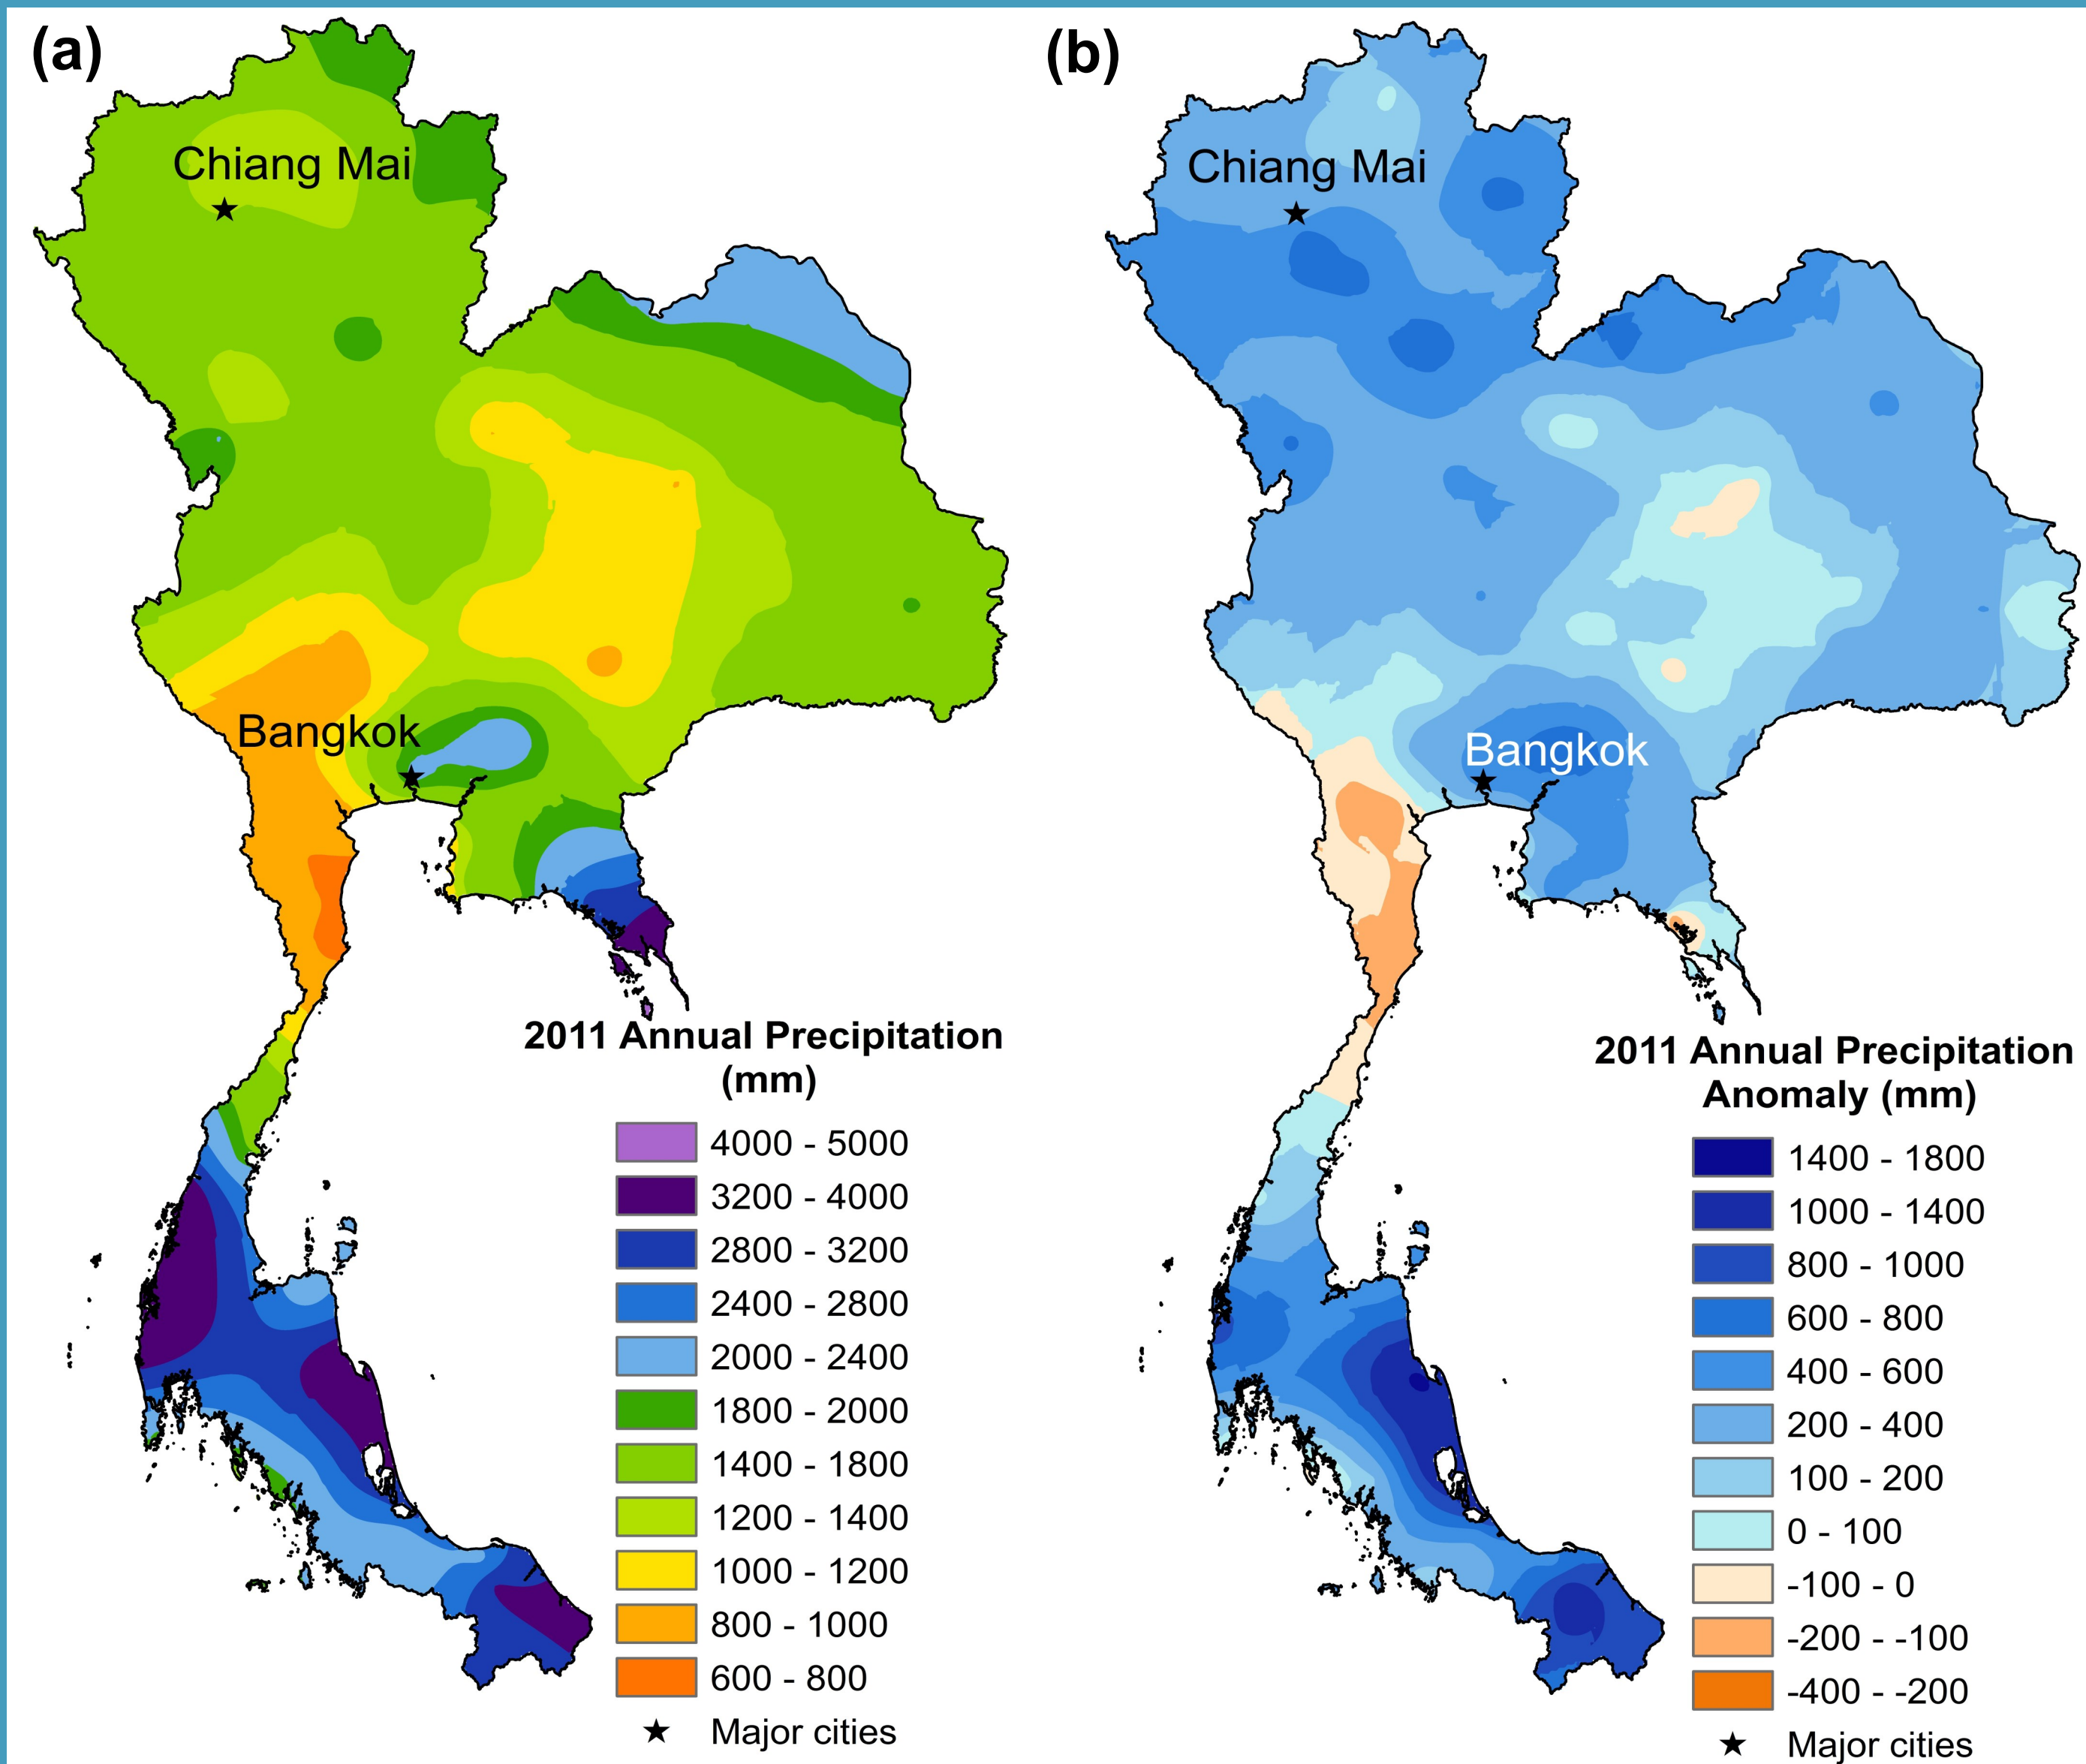 (a)
Chiang Mai
Bangkok
2011 Annual Precipitation
(mm)
4000 - 5000
3200 - 4000
2800 - 3200
2400 - 2800
2000 - 2400
1800 - 2000
1400 - 1800
1200 - 1400
1000 - 1200
800 - 1000
600 - 800
Major cities
(b)
Chiang Mai
Bangkok
2011 Annual Precipitation
Anomaly (mm)
1400 - 1800
1000 - 1400
800 - 1000
600 - 800
400 - 600
200 - 400
100 - 200
0 - 100
-100 - 0
-200 - -100
-400 - -200
Major cities